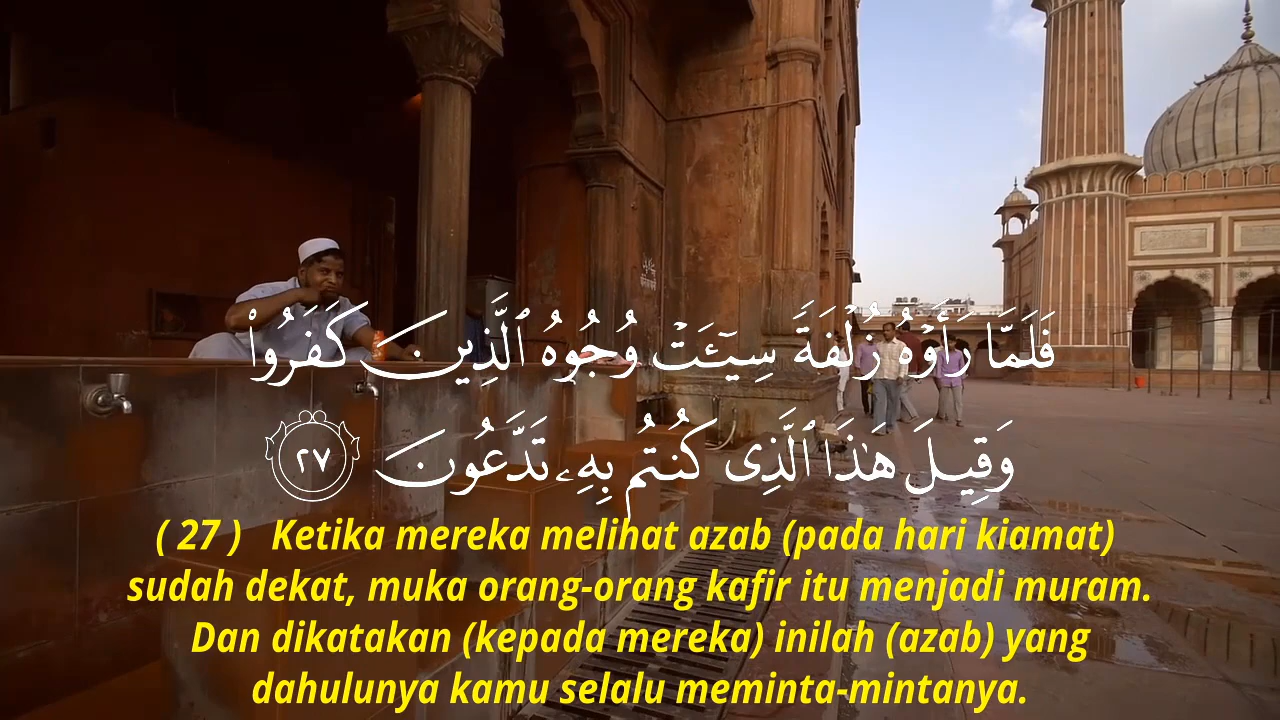 فَلَمَّا رَأَوْهُ زُلْفَةً سِيٓـَٔتْ وُجُوهُ ٱلَّذِينَ كَفَرُوا۟
وَقِيلَ هَـٰذَا ٱلَّذِى كُنتُم بِهِۦ تَدَّعُونَ ٢٧
( 27 ) Ketika mereka melihat azab (pada hari kiamat)
sudah dekat, muka orang-orang kafir itu menjadi muram.
Dan dikatakan (kepada mereka) inilah (azab) yang
dahulunya kamu selalu meminta-mintanya.